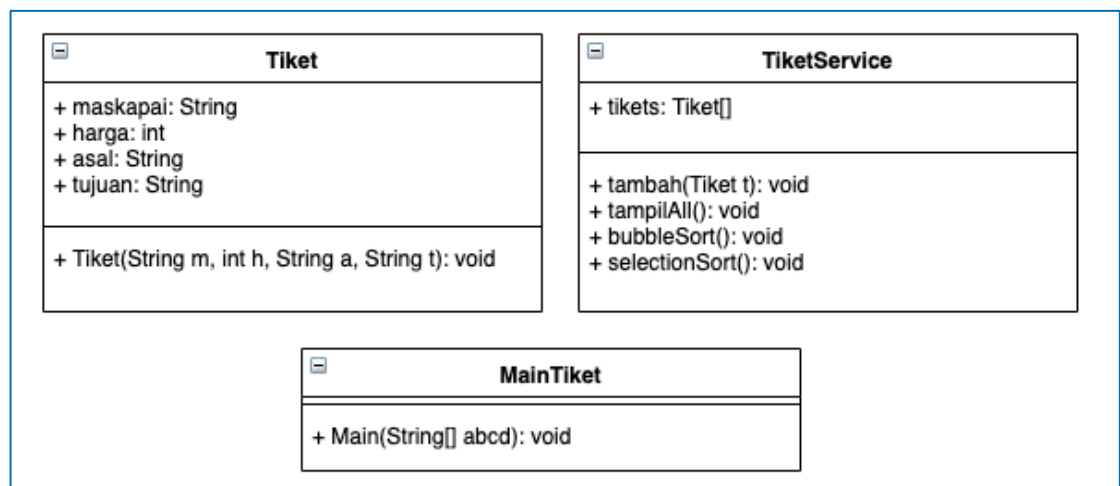 Tiket
+ maskapai: String
+ harga: int
+ asal: String
+ tujuan: String
+ Tiket(String m, int h, String a, String t): void
TiketService
+ tikets: Tiket[]
+ tambah(Tiket t): void
+ tampilAll(): void
+ bubbleSort(): void
+ selectionSort(): void
MainTiket
+ Main(String[] abcd): void